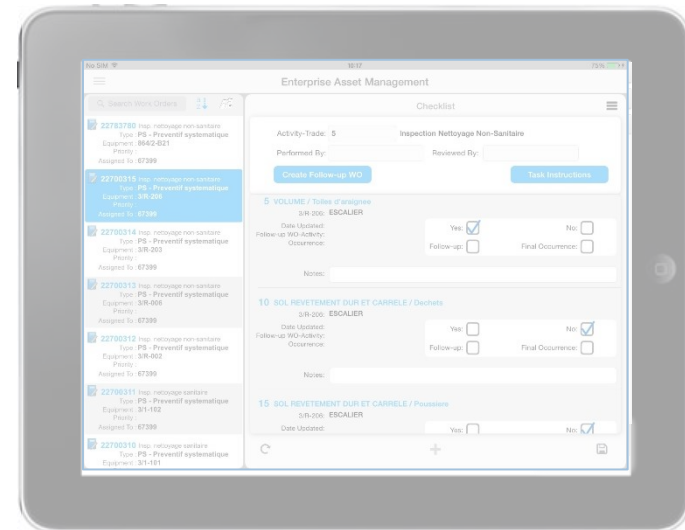 No SIM 18:17 75%
Enterprise Asset Management
Search Work Orders
22783780 Insp. nettoyage non-sanitaire
Type: PS - Preventif systematique
Equipment: 864/2-B21
Priority:
Assigned To: 67399
22700315 Insp. nettoyage non-sanitaire
Type: PS - Preventif systematique
Equipment: 3/R-206
Priority:
Assigned To: 67399
22700314 Insp. nettoyage non-sanitaire
Type: PS - Preventif systematique
Equipment: 3/R-203
Priority:
Assigned To: 67399
22700313 Insp. nettoyage non-sanitaire
Type: PS - Preventif systematique
Equipment: 3/R-008
Priority:
Assigned To: 67399
22700312 Insp. nettoyage non-sanitaire
Type: PS - Preventif systematique
Equipment: 3/R-002
Priority:
Assigned To: 67399
22700311 Insp. nettoyage-sanitaire
Type: PS - Preventif systematique
Equipment: 3/1-102
Priority:
Assigned To: 67399
22700310 Insp. nettoyage-sanitaire
Type: PS - Preventif systematique
Equipment: 3/1-101
Checklist
Activity-Trade: 5 Inspection Nettoyage Non-Sanitaire
Performed By: Reviewed By:
Create Follow-up WO Task Instructions
5 VOLUME / Toiles d'araignee
3/R-206: ESCALIER
Date Updated: Yes: No:
Follow-up WO-Activity:
Occurrence: Follow-up: Final Occurrence:
Notes:
10 SOL REVETEMENT DUR ET CARRELE / Dechets
3/R-206: ESCALIER
Date Updated: Yes: No:
Follow-up WO-Activity:
Occurrence: Follow-up: Final Occurrence:
Notes:
15 SOL REVETEMENT DUR ET CARRELE / Poussiere
3/R-206: ESCALIER
Date Updated: Yes: No: